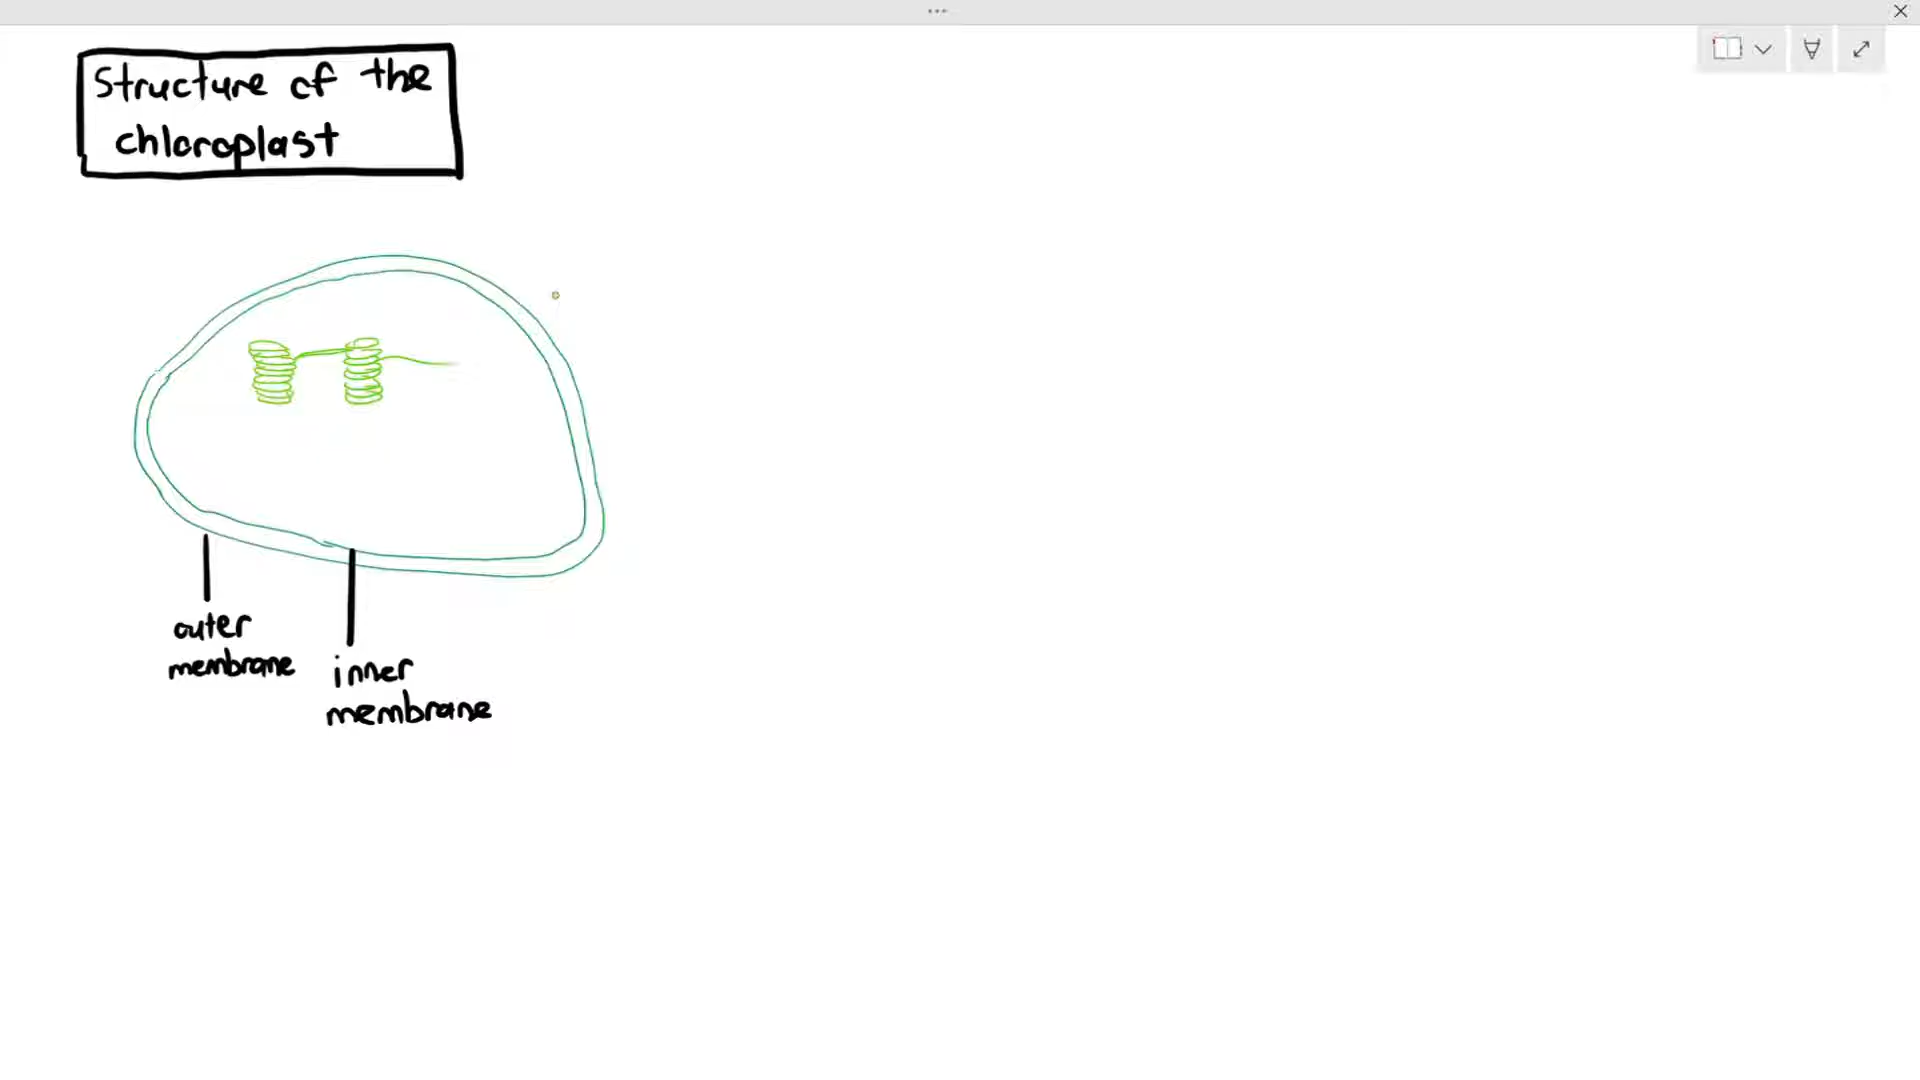 Structure of the
chloroplast
outer
membrane
inner
membrane